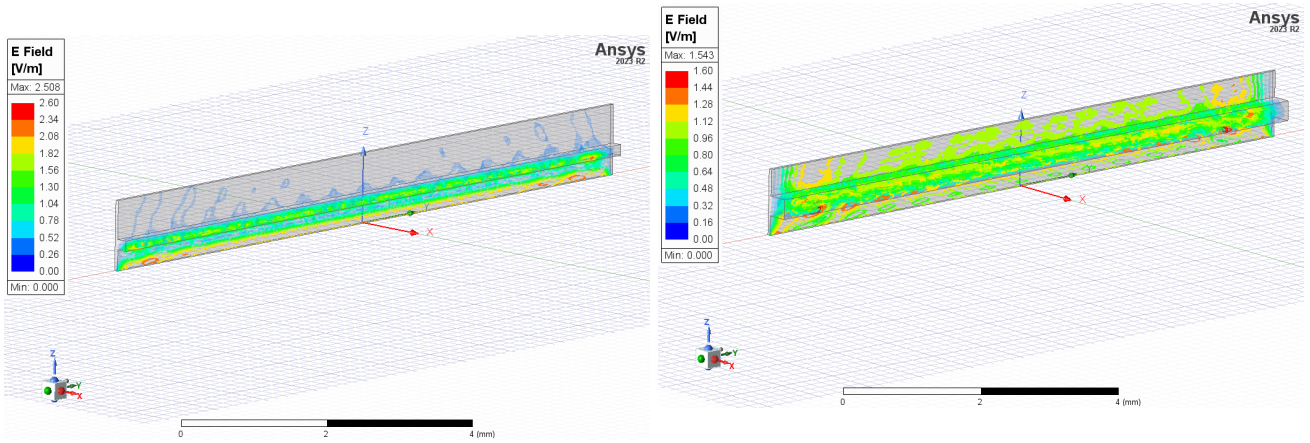 E Field
[V/m]
Max: 2.508
2.60
2.34
2.08
1.82
1.56
1.30
1.04
0.78
0.52
0.26
0.00
Min: 0.000
Ansys
2023 R2
Z
X
Z
Y
X
0
2
4 (mm)
E Field
[V/m]
Max: 1.543
1.60
1.44
1.28
1.12
0.96
0.80
0.64
0.48
0.32
0.16
0.00
Min: 0.000
Ansys
2023 R2
Z
X
Z
Y
X
0
2
4 (mm)